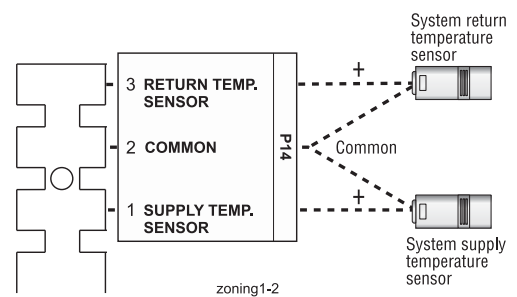 System return
temperature
sensor
3 RETURN TEMP.
SENSOR
+
2 COMMON
P14
Common
1 SUPPLY TEMP.
SENSOR
+
System supply
temperature
sensor
zoning1-2